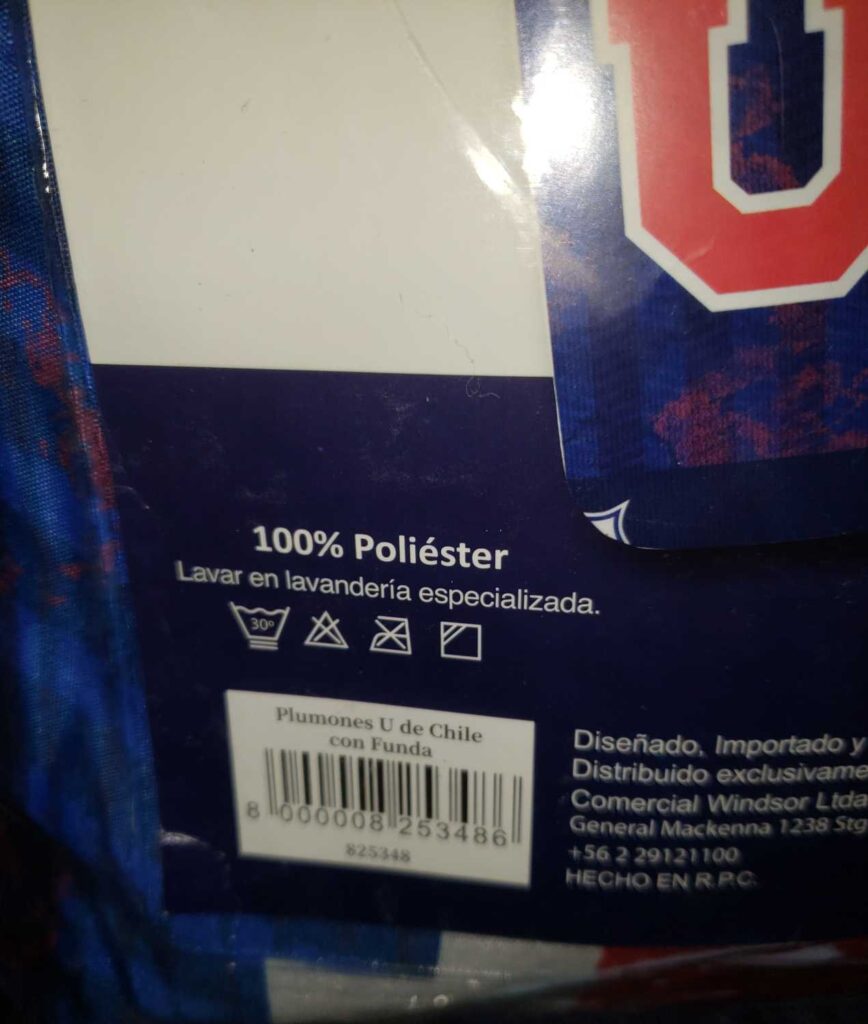 U
100% Poliéster
Lavar en lavandería especializada.
30º
Plumones U de Chile
con Funda
8 000008 253486
825348
Diseñado, Importado y
Distribuido exclusivame
Comercial Windsor Ltda
General Mackenna 1238 Stg
+56 2 29121100
HECHO EN R.P.C.